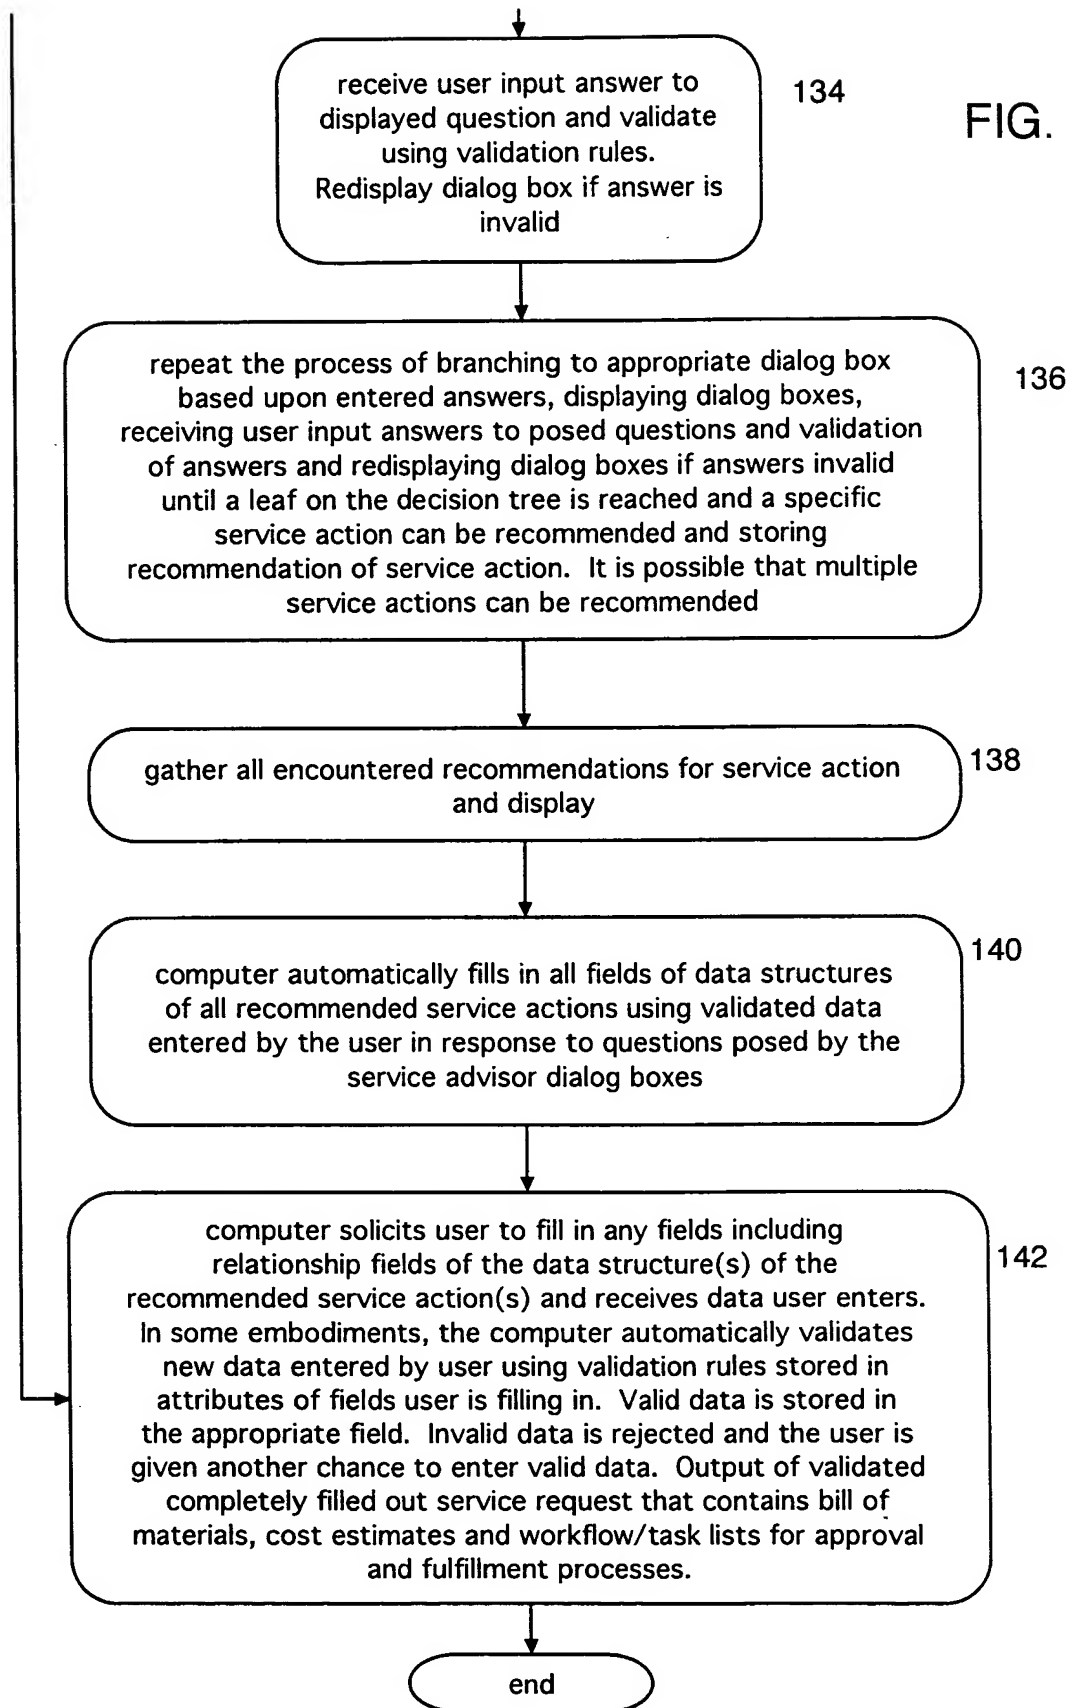 receive user input answer to
displayed question and validate
using validation rules.
Redisplay dialog box if answer is
invalid
134
FIG.
repeat the process of branching to appropriate dialog box
based upon entered answers, displaying dialog boxes,
receiving user input answers to posed questions and validation
of answers and redisplaying dialog boxes if answers invalid
until a leaf on the decision tree is reached and a specific
service action can be recommended and storing
recommendation of service action. It is possible that multiple
service actions can be recommended
136
gather all encountered recommendations for service action
and display
138
computer automatically fills in all fields of data structures
of all recommended service actions using validated data
entered by the user in response to questions posed by the
service advisor dialog boxes
140
computer solicits user to fill in any fields including
relationship fields of the data structure(s) of the
recommended service action(s) and receives data user enters.
In some embodiments, the computer automatically validates
new data entered by user using validation rules stored in
attributes of fields user is filling in. Valid data is stored in
the appropriate field. Invalid data is rejected and the user is
given another chance to enter valid data. Output of validated
completely filled out service request that contains bill of
materials, cost estimates and workflow/task lists for approval
and fulfillment processes.
142
end